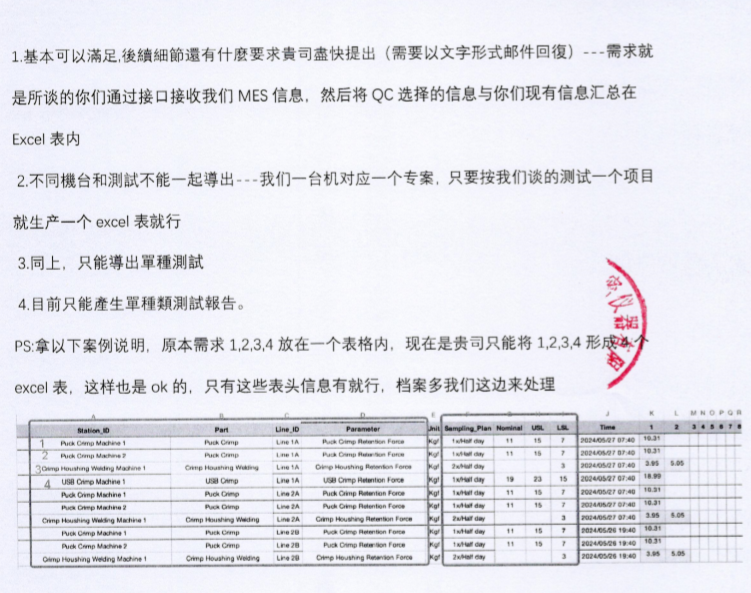 1.基本可以滿足,後續細節還有什麼要求貴司盡快提出（需要以文字形式邮件回復）---需求就
是所谈的你们通过接口接收我们 MES 信息，然后将 QC 选择的信息与你们现有信息汇总在
Excel 表内
2.不同機台和測試不能一起導出---我们一台机对应一个专案，只要按我们谈的测试一个项目
就生产一个 excel 表就行
3.同上，只能導出單種測試
4.目前只能產生單種類測試報告。
PS:拿以下案例说明，原本需求 1,2,3,4 放在一个表格内，现在是贵司只能将 1,2,3,4 形成 4 个
excel 表，这样也是 ok 的，只有这些表头信息有就行，档案多我们这边来处理
A B C D E F J K L M N O P Q R
Station_ID Part Line_ID Parameter Unit Sampling_Plan Nominal USL LSL Time 1 2 3 4 5 6 7 8
1 Puck Crimp Machine 1 Puck Crimp Line 1A Puck Crimp Retention Force Kgf 1x/Half day 11 15 7 2024/05/27 07:40 10.31
2 Puck Crimp Machine 2 Puck Crimp Line 1A Puck Crimp Retention Force Kgf 1x/Half day 11 15 7 2024/05/27 07:40 10.31
3 Crimp Houshing Welding Machine 1 Crimp Houshing Welding Line 1A Crimp Houshing Retention Force Kgf 2x/Half day 3 2024/05/27 07:40 3.95 5.05
4 USB Crimp Machine 1 USB Crimp Line 1A USB Crimp Retention Force Kgf 1x/Half day 19 23 15 2024/05/27 07:40 18.99
Puck Crimp Machine 1 Puck Crimp Line 2A Puck Crimp Retention Force Kgf 1x/Half day 11 15 7 2024/05/27 07:40 10.31
Puck Crimp Machine 2 Puck Crimp Line 2A Puck Crimp Retention Force Kgf 1x/Half day 11 15 7 2024/05/27 07:40 10.31
Crimp Houshing Welding Machine 1 Crimp Houshing Welding Line 2A Crimp Houshing Retention Force Kgf 2x/Half day 3 2024/05/27 07:40 3.95 5.05
Puck Crimp Machine 1 Puck Crimp Line 2B Puck Crimp Retention Force Kgf 1x/Half day 11 15 7 2024/05/26 19:40 10.31
Puck Crimp Machine 2 Puck Crimp Line 2B Puck Crimp Retention Force Kgf 1x/Half day 11 15 7 2024/05/26 19:40 10.31
Crimp Houshing Welding Machine 1 Crimp Houshing Welding Line 2B Crimp Houshing Retention Force Kgf 2x/Half day 3 2024/05/26 19:40 3.95 5.05